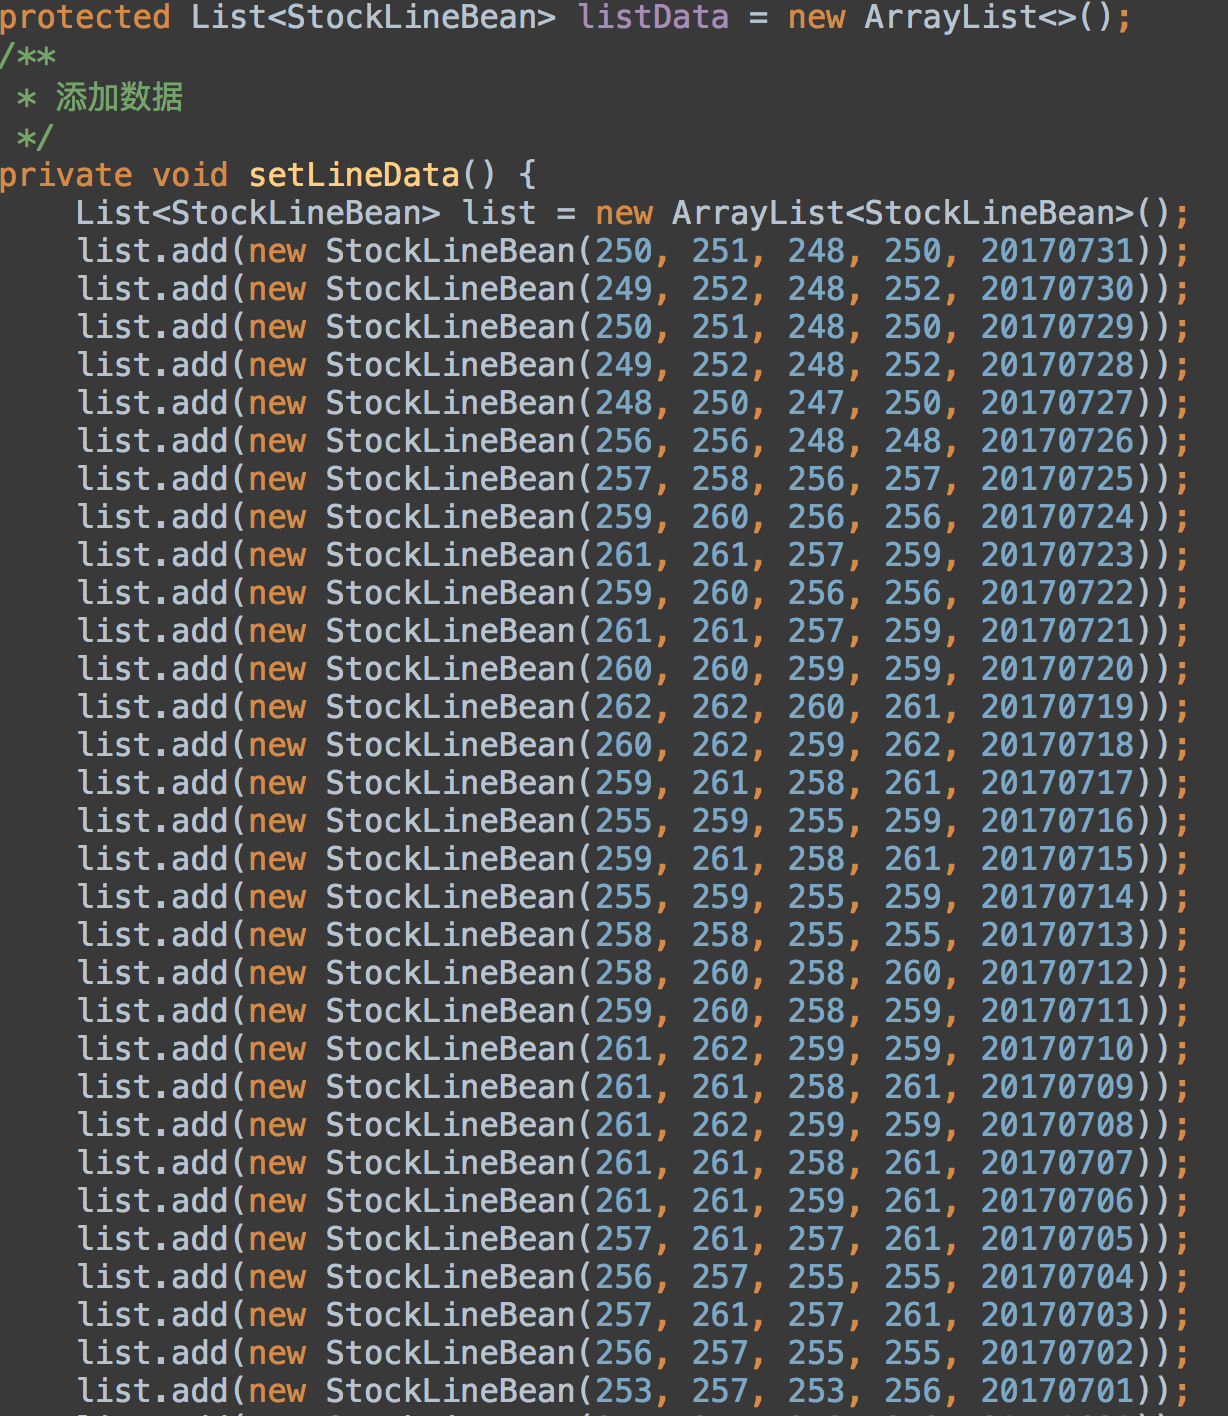 protected List<StockLineBean> listData = new ArrayList<>();
/**
 * 添加数据
 */
private void setLineData() {
    List<StockLineBean> list = new ArrayList<StockLineBean>();
    list.add(new StockLineBean(250, 251, 248, 250, 20170731));
    list.add(new StockLineBean(249, 252, 248, 252, 20170730));
    list.add(new StockLineBean(250, 251, 248, 250, 20170729));
    list.add(new StockLineBean(249, 252, 248, 252, 20170728));
    list.add(new StockLineBean(248, 250, 247, 250, 20170727));
    list.add(new StockLineBean(256, 256, 248, 248, 20170726));
    list.add(new StockLineBean(257, 258, 256, 257, 20170725));
    list.add(new StockLineBean(259, 260, 256, 256, 20170724));
    list.add(new StockLineBean(261, 261, 257, 259, 20170723));
    list.add(new StockLineBean(259, 260, 256, 256, 20170722));
    list.add(new StockLineBean(261, 261, 257, 259, 20170721));
    list.add(new StockLineBean(260, 260, 259, 259, 20170720));
    list.add(new StockLineBean(262, 262, 260, 261, 20170719));
    list.add(new StockLineBean(260, 262, 259, 262, 20170718));
    list.add(new StockLineBean(259, 261, 258, 261, 20170717));
    list.add(new StockLineBean(255, 259, 255, 259, 20170716));
    list.add(new StockLineBean(259, 261, 258, 261, 20170715));
    list.add(new StockLineBean(255, 259, 255, 259, 20170714));
    list.add(new StockLineBean(258, 258, 255, 255, 20170713));
    list.add(new StockLineBean(258, 260, 258, 260, 20170712));
    list.add(new StockLineBean(259, 260, 258, 259, 20170711));
    list.add(new StockLineBean(261, 262, 259, 259, 20170710));
    list.add(new StockLineBean(261, 261, 258, 261, 20170709));
    list.add(new StockLineBean(261, 262, 259, 259, 20170708));
    list.add(new StockLineBean(261, 261, 258, 261, 20170707));
    list.add(new StockLineBean(261, 261, 259, 261, 20170706));
    list.add(new StockLineBean(257, 261, 257, 261, 20170705));
    list.add(new StockLineBean(256, 257, 255, 255, 20170704));
    list.add(new StockLineBean(257, 261, 257, 261, 20170703));
    list.add(new StockLineBean(256, 257, 255, 255, 20170702));
    list.add(new StockLineBean(253, 257, 253, 256, 20170701));